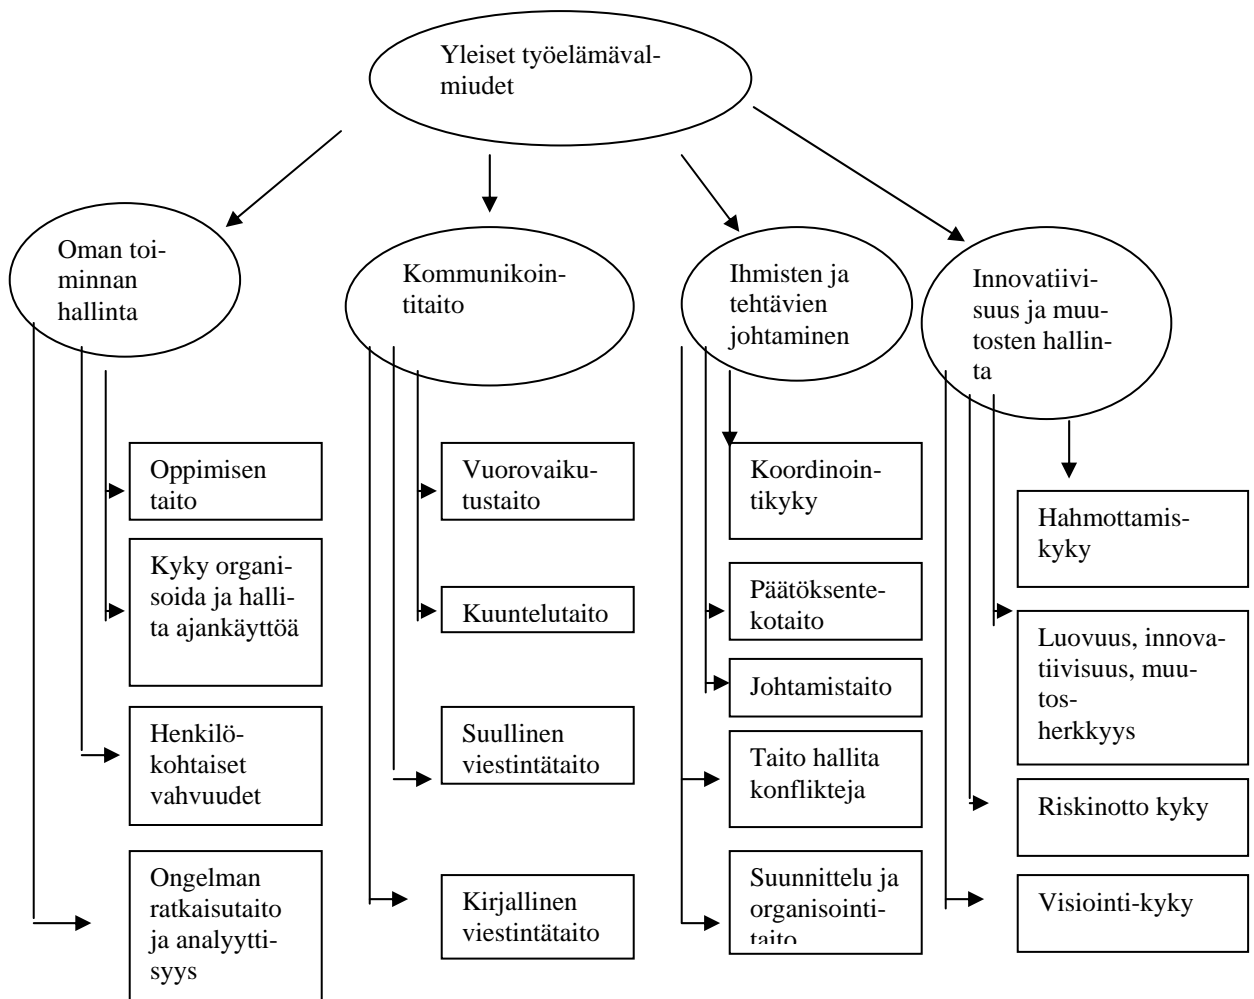 Yleiset työelämäval-
miudet
Oman toi-
minnan
hallinta
Kommunikoin-
titaito
Ihmisten ja
tehtävien
johtaminen
Innovatiivi-
suus ja muu-
tosten hallin-
ta
Oppimisen
taito
Kyky organi-
soida ja halli-
ta ajankäyttöä
Henkilö-
kohtaiset
vahvuudet
Ongelman
ratkaisutaito
ja analyytti-
syys
Vuorovaiku-
tustaito
Kuuntelutaito
Suullinen
viestintätaito
Kirjallinen
viestintätaito
Koordinoin-
tikyky
Päätöksente-
kotaito
Johtamistaito
Taito hallita
konflikteja
Suunnittelu ja
organisointi-
taito
Hahmottamis-
kyky
Luovuus, innova-
tiivisuus, muu-
tos-
herkkyys
Riskinotto kyky
Visiointi-kyky